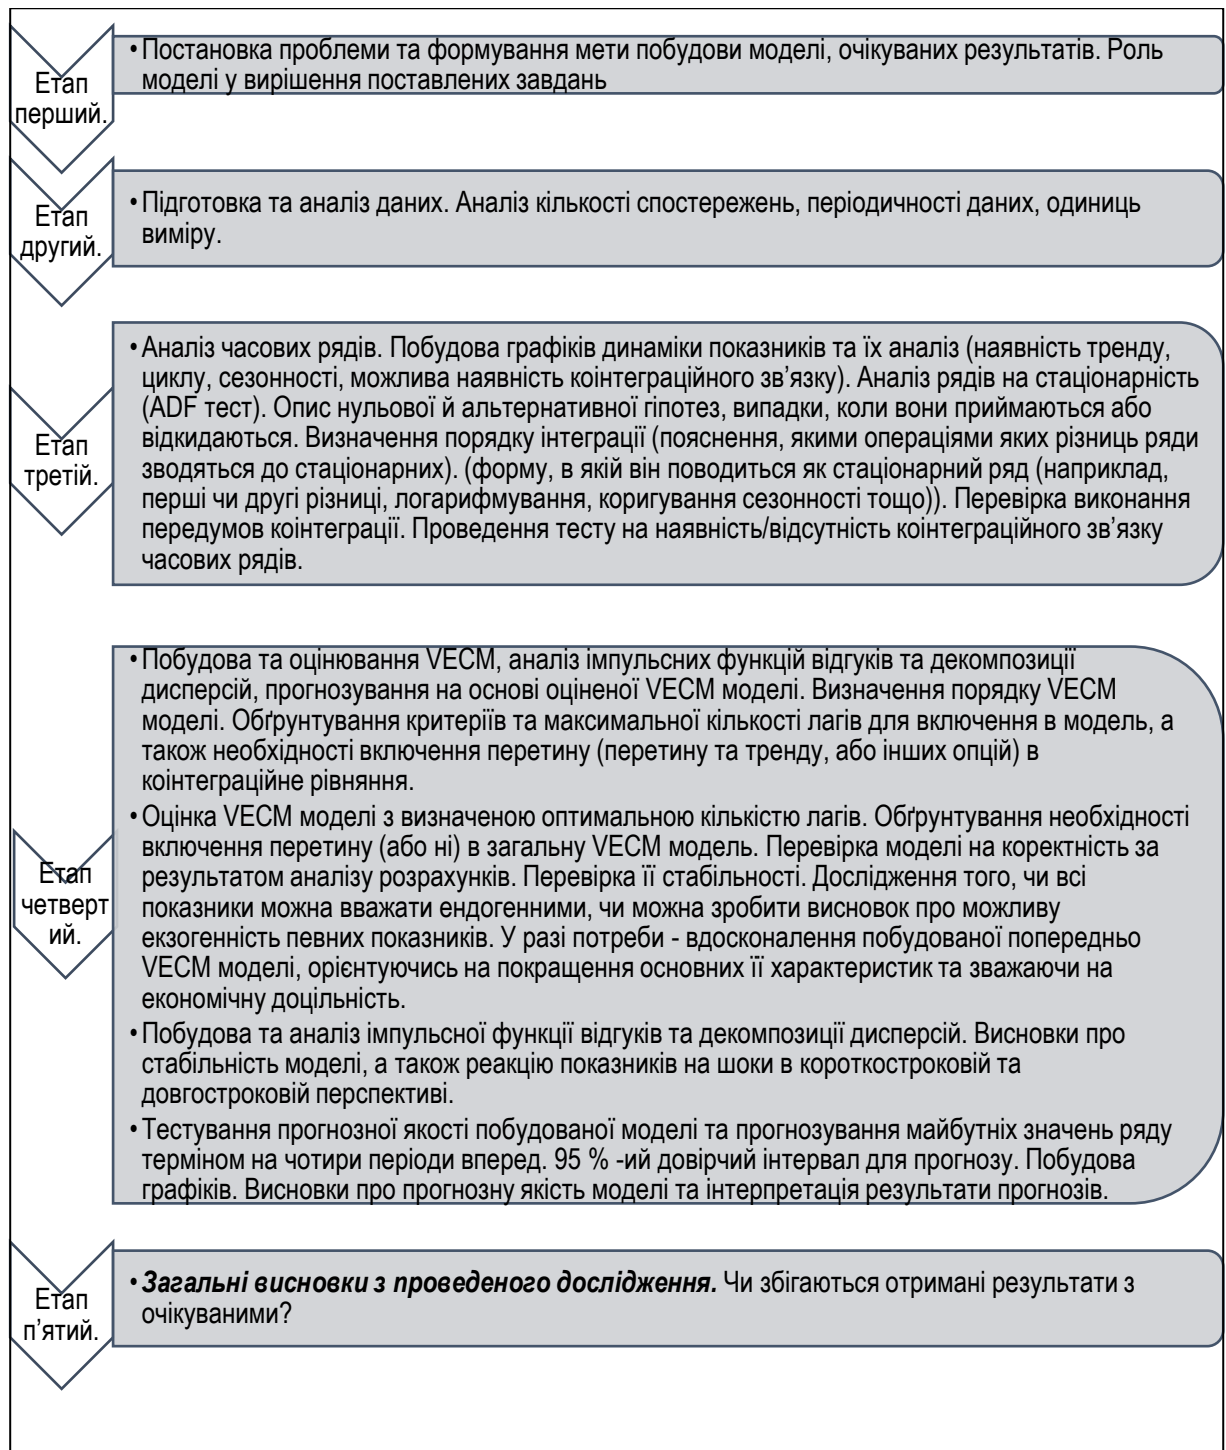 Етап
перший.
• Постановка проблеми та формування мети побудови моделі, очікуваних результатів. Роль
моделі у вирішення поставлених завдань
Етап
другий.
• Підготовка та аналіз даних. Аналіз кількості спостережень, періодичності даних, одиниць
виміру.
Етап
третій.
• Аналіз часових рядів. Побудова графіків динаміки показників та їх аналіз (наявність тренду,
циклу, сезонності, можлива наявність коінтеграційного зв’язку). Аналіз рядів на стаціонарність
(ADF тест). Опис нульової й альтернативної гіпотез, випадки, коли вони приймаються або
відкидаються. Визначення порядку інтеграції (пояснення, якими операціями яких різниць ряди
зводяться до стаціонарних). (форму, в якій він поводиться як стаціонарний ряд (наприклад,
перші чи другі різниці, логарифмування, коригування сезонності тощо)). Перевірка виконання
передумов коінтеграції. Проведення тесту на наявність/відсутність коінтеграційного зв’язку
часових рядів.
Етап
четверт
ий.
• Побудова та оцінювання VECM, аналіз імпульсних функцій відгуків та декомпозиції
дисперсій, прогнозування на основі оціненої VECM моделі. Визначення порядку VECM
моделі. Обґрунтування критеріїв та максимальної кількості лагів для включення в модель, а
також необхідності включення перетину (перетину та тренду, або інших опцій) в
коінтеграційне рівняння.
• Оцінка VECM моделі з визначеною оптимальною кількістю лагів. Обґрунтування необхідності
включення перетину (або ні) в загальну VECM модель. Перевірка моделі на коректність за
результатом аналізу розрахунків. Перевірка її стабільності. Дослідження того, чи всі
показники можна вважати ендогенними, чи можна зробити висновок про можливу
екзогенність певних показників. У разі потреби - вдосконалення побудованої попередньо
VECM моделі, орієнтуючись на покращення основних її характеристик та зважаючи на
економічну доцільність.
• Побудова та аналіз імпульсної функції відгуків та декомпозиції дисперсій. Висновки про
стабільність моделі, а також реакцію показників на шоки в короткостроковій та
довгостроковій перспективі.
• Тестування прогнозної якості побудованої моделі та прогнозування майбутніх значень ряду
терміном на чотири періоди вперед. 95 % -ий довірчий інтервал для прогнозу. Побудова
графіків. Висновки про прогнозну якість моделі та інтерпретація результати прогнозів.
Етап
п’ятий.
• Загальні висновки з проведеного дослідження. Чи збігаються отримані результати з
очікуваними?